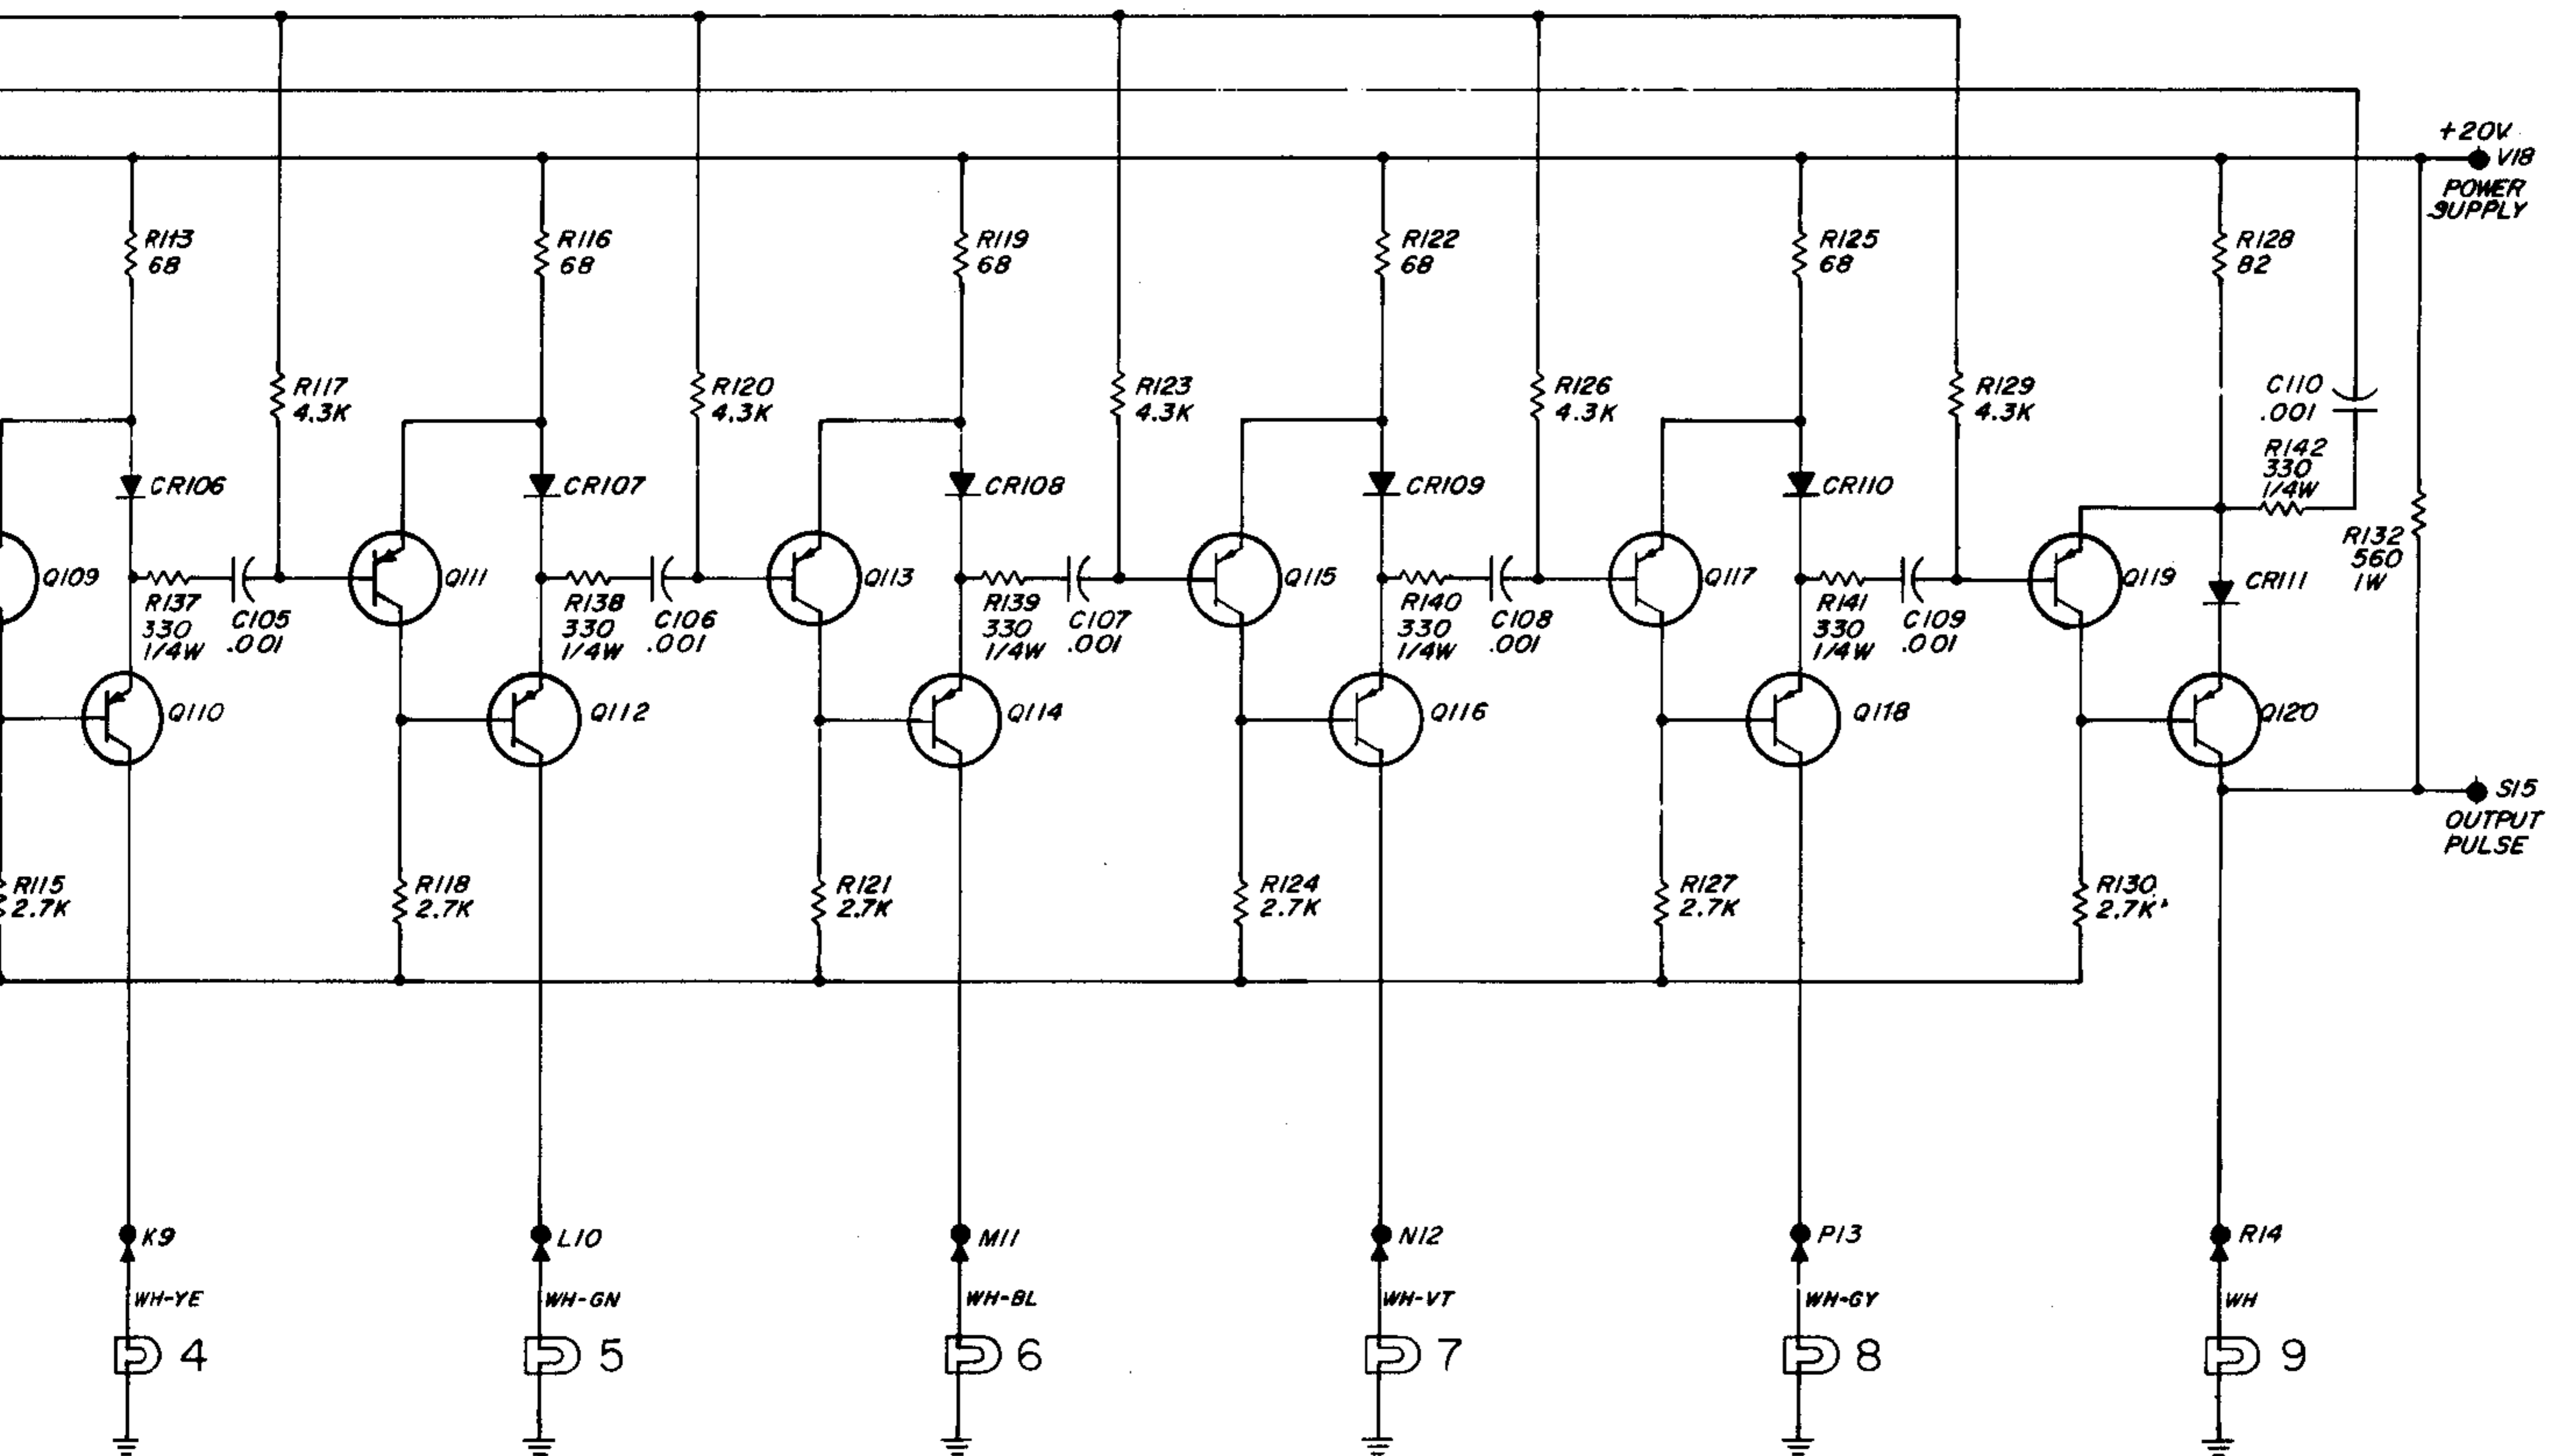 +20V
V18
POWER
SUPPLY
R113
68
R116
68
R119
68
R122
68
R125
68
R128
82
R117
4.3K
R120
4.3K
R123
4.3K
R126
4.3K
R129
4.3K
C110
.001
R142
330
1/4W
CR106
CR107
CR108
CR109
CR110
R132
560
1W
Q109
Q111
Q113
Q115
Q117
Q119
CR111
R137
330
1/4W
C105
.001
R138
330
1/4W
C106
.001
R139
330
1/4W
C107
.001
R140
330
1/4W
C108
.001
R141
330
1/4W
C109
.001
Q110
Q112
Q114
Q116
Q118
Q120
S15
OUTPUT
PULSE
R115
2.7K
R118
2.7K
R121
2.7K
R124
2.7K
R127
2.7K
R130
2.7K
K9
L10
M11
N12
P13
R14
WH-YE
WH-GN
WH-BL
WH-VT
WH-GY
WH
4
5
6
7
8
9